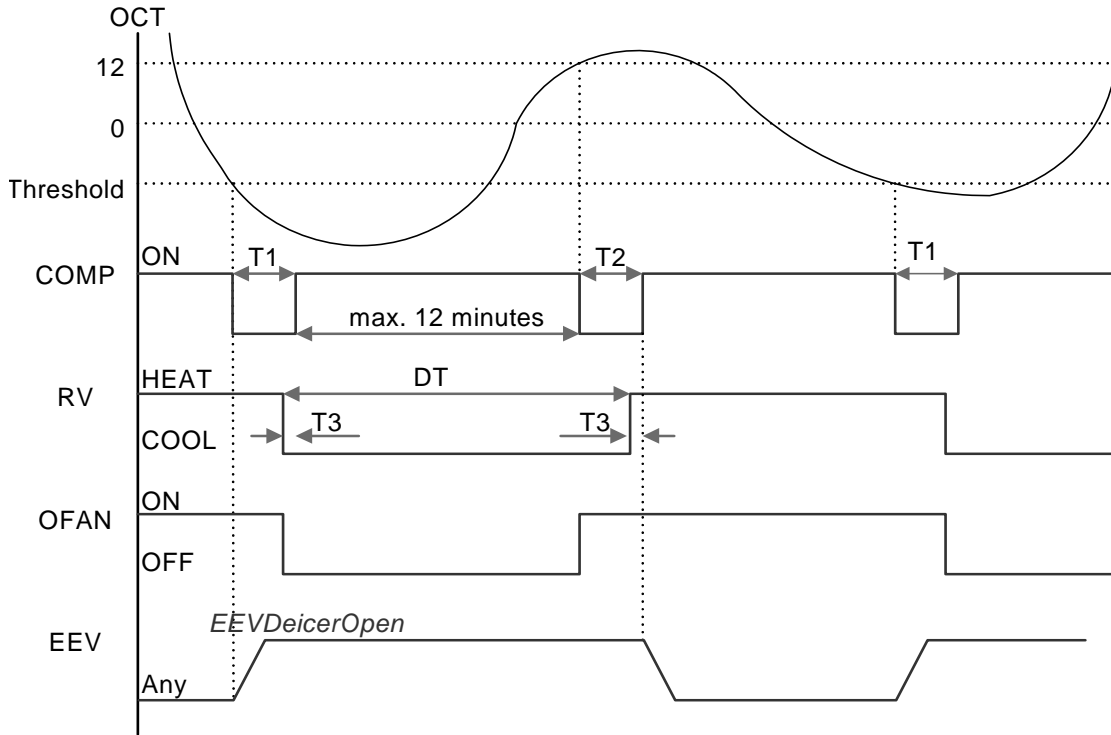 OCT
12
0
Threshold
ON
T1
T2
T1
COMP
max. 12 minutes
HEAT
DT
RV
T3
T3
COOL
ON
OFAN
OFF
EEVDeicerOpen
EEV
Any